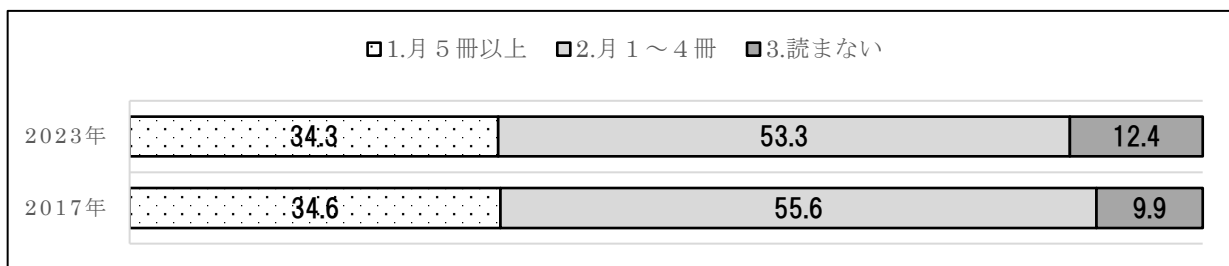 1.月５冊以上 2.月１～４冊 3.読まない
2023年 34.3 53.3 12.4
2017年 34.6 55.6 9.9